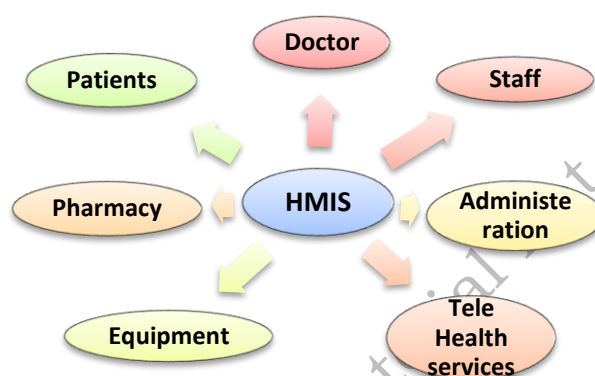 Doctor
Patients
Staff
Pharmacy
HMIS
Administe
ration
Equipment
Tele
Health
services